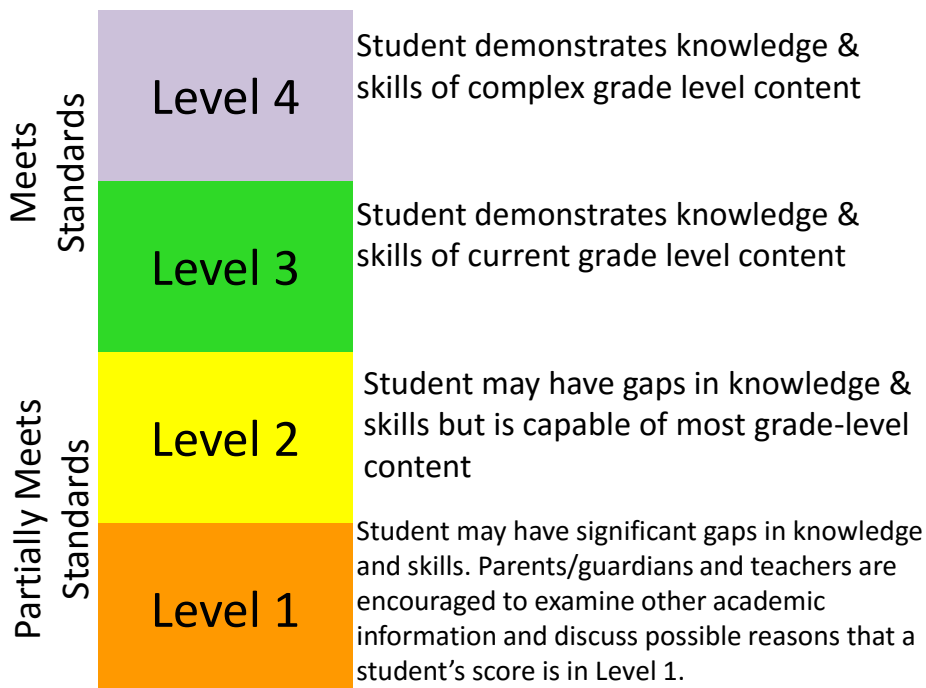 Meets
Standards
Level 4
Student demonstrates knowledge &
skills of complex grade level content
Level 3
Student demonstrates knowledge &
skills of current grade level content
Partially Meets
Standards
Level 2
Student may have gaps in knowledge &
skills but is capable of most grade-level
content
Level 1
Student may have significant gaps in knowledge
and skills. Parents/guardians and teachers are
encouraged to examine other academic
information and discuss possible reasons that a
student’s score is in Level 1.